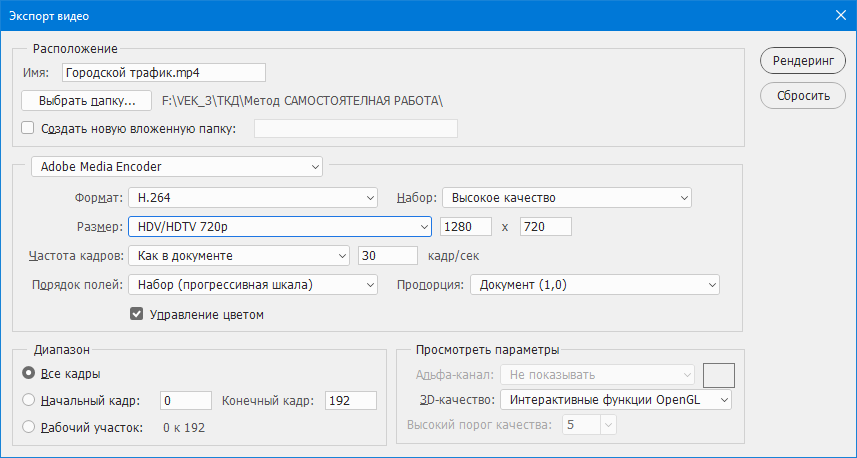 Экспорт видео
Расположение
Имя: Городской трафик.mp4
Рендеринг
Выбрать папку... F:\VEK_3\ТКД\Метод САМОСТОЯТЕЛНАЯ РАБОТА\
Сбросить
Создать новую вложенную папку:
Adobe Media Encoder
Формат: H.264 Набор: Высокое качество
Размер: HDV/HDTV 720p 1280 x 720
Частота кадров: Как в документе 30 кадр/сек
Порядок полей: Набор (прогрессивная шкала) Пропорция: Документ (1,0)
Управление цветом
Диапазон Просмотреть параметры
Все кадры Альфа-канал: Не показывать
Начальный кадр: 0 Конечный кадр: 192 3D-качество: Интерактивные функции OpenGL
Рабочий участок: 0 к 192 Высокий порог качества: 5